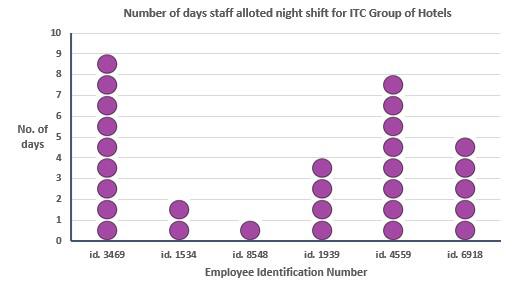 Number of days staff alloted night shift for ITC Group of Hotels
10
9
8
7
6
5
4
3
2
1
0
No. of
days
id. 3469 id. 1534 id. 8548 id. 1939 id. 4559 id. 6918
Employee Identification Number